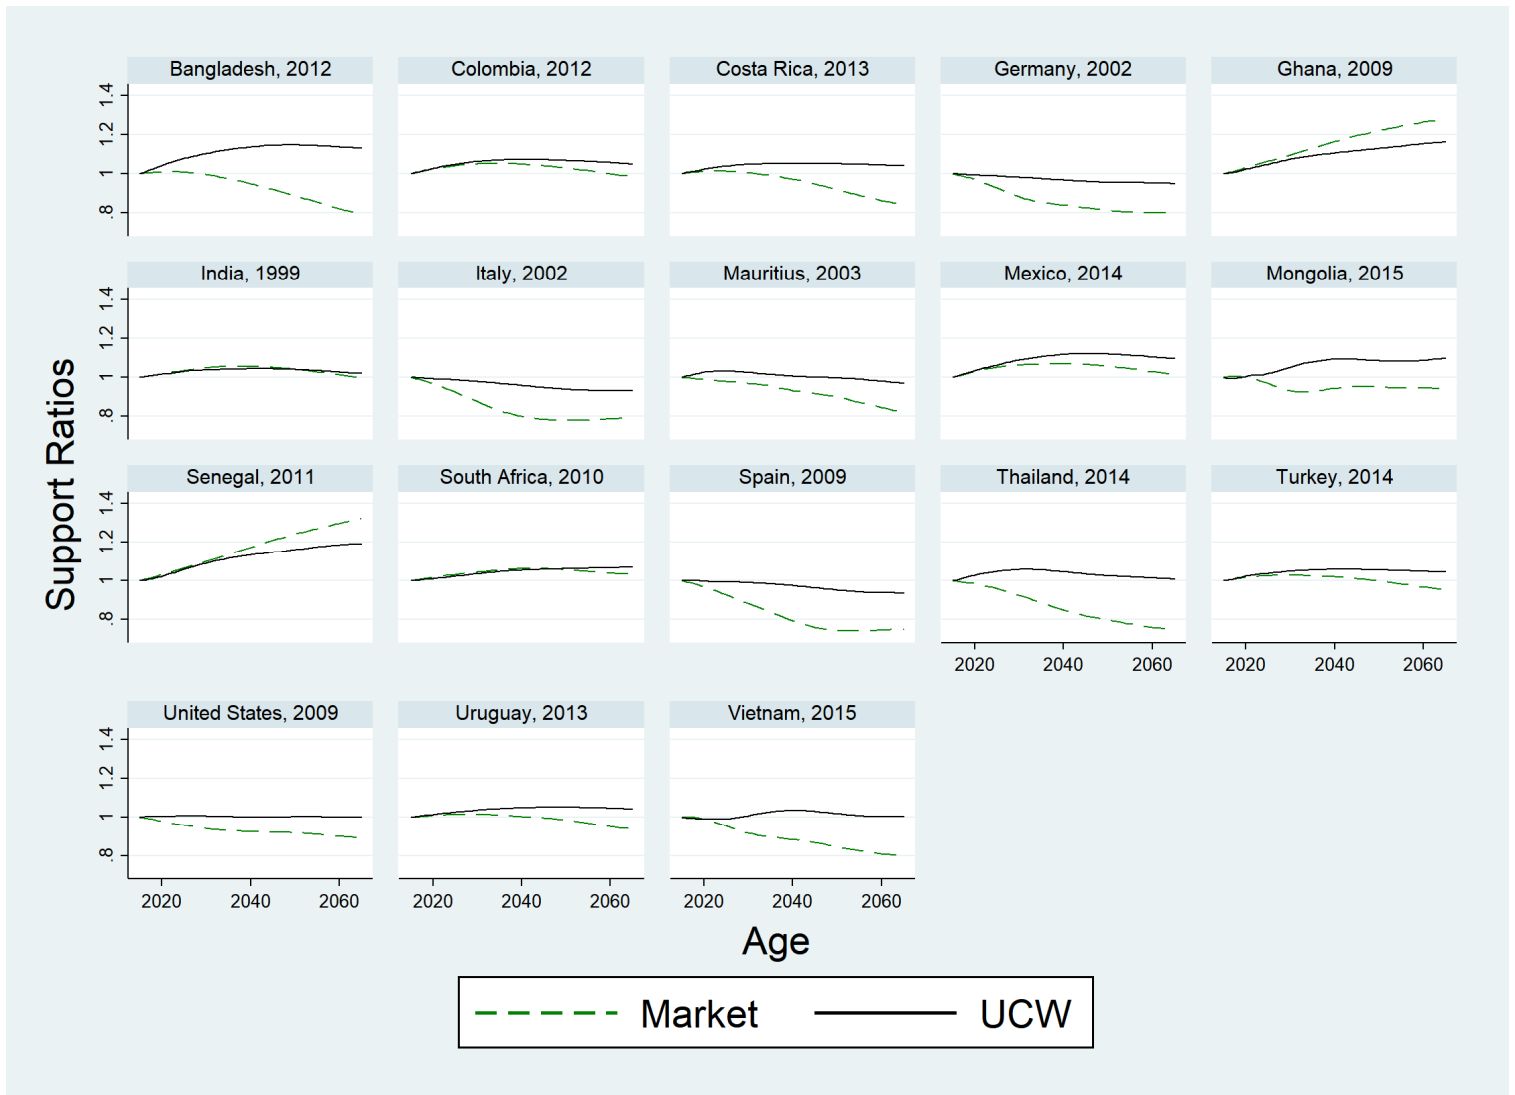 Bangladesh, 2012
Colombia, 2012
Costa Rica, 2013
Germany, 2002
Ghana, 2009
1.4
1.2
1
.8
India, 1999
Italy, 2002
Mauritius, 2003
Mexico, 2014
Mongolia, 2015
1.4
1.2
1
.8
Support Ratios
Senegal, 2011
South Africa, 2010
Spain, 2009
Thailand, 2014
Turkey, 2014
1.4
1.2
1
.8
2020 2040 2060
2020 2040 2060
United States, 2009
Uruguay, 2013
Vietnam, 2015
1.4
1.2
1
.8
2020 2040 2060
2020 2040 2060
2020 2040 2060
Age
Market
UCW